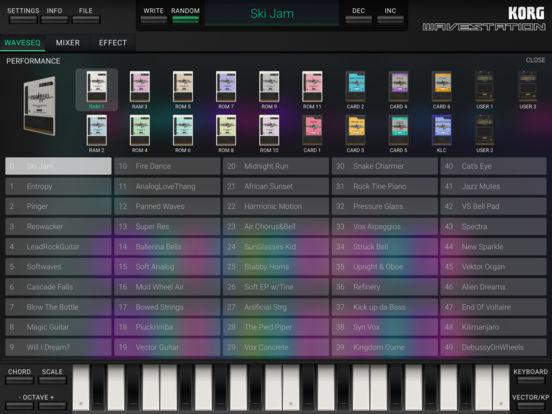 SETTINGS INFO FILE WRITE RANDOM Ski Jam DEC INC KORG
WAVESTATION
WAVESEQ MIXER EFFECT
PERFORMANCE CLOSE
RAM 1 RAM 3 ROM 5 ROM 7 ROM 9 ROM 11 CARD 2 CARD 4 CARD 6 USER 1 USER 3
RAM 2 ROM 4 ROM 6 ROM 8 ROM 10 CARD 1 CARD 3 CARD 5 KLC USER 2
0 Ski Jam 10 Fire Dance 20 Midnight Run 30 Snake Charmer 40 Cat's Eye
1 Entropy 11 AnalogLoveThang 21 African Sunset 31 Rock Tine Piano 41 Jazz Mutes
2 Pinger 12 Panned Waves 22 Harmonic Motion 32 Pressure Glass 42 VS Bell Pad
3 Reswacker 13 Super Res 23 Air Chorus&Bell 33 Vox Arpeggios 43 Spectra
4 LeadRockGuitar 14 Ballerina Bells 24 SunGlasses Kid 34 Struck Bell 44 New Sparkle
5 Softwaves 15 Soft Analog 25 Stabby Horns 35 Upright & Oboe 45 Vektor Organ
6 Cascade Falls 16 Mod Wheel Air 26 Soft EP w/Tine 36 Refinery 46 Alien Dreams
7 Blow The Bottle 17 Bowed Strings 27 Artificial Strg 37 Kick up da Bass 47 End Of Voltaire
8 Magic Guitar 18 Pluckrimba 28 The Pied Piper 38 Syn Vox 48 Kilimanjaro
9 Will I Dream? 19 Vector Guitar 29 Vox Concrete 39 Kingdom Come 49 DebussyOnWheels
CHORD SCALE KEYBOARD
- OCTAVE + VECTOR/KP